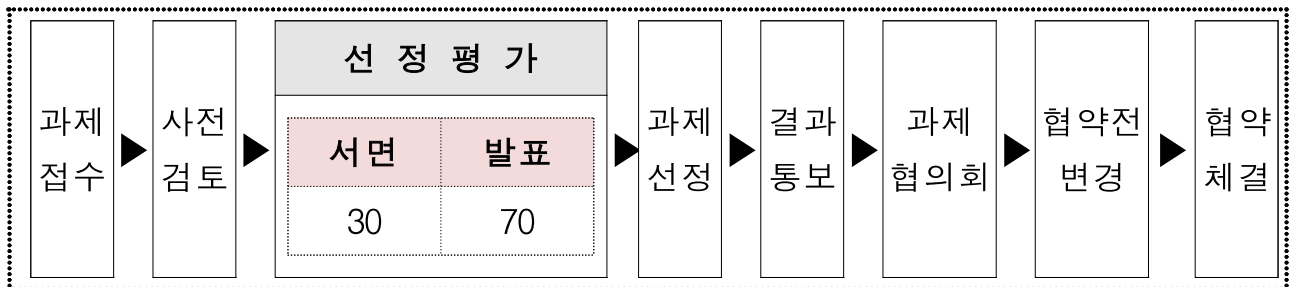 과제
접수
사전
검토
선 정 평 가
서면 발표
30 70
과제
선정
결과
통보
과제
협의회
협약전
변경
협약
체결